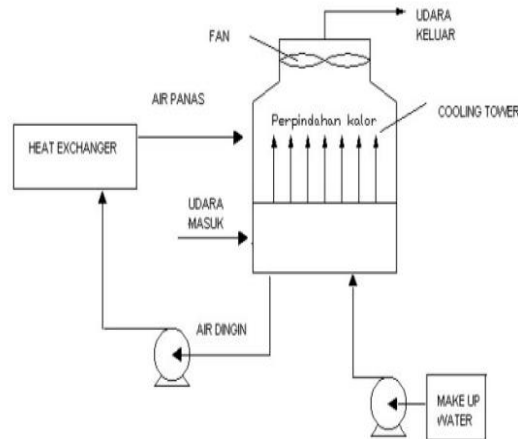 UDARA
KELUAR
FAN
AIR PANAS
Perpindahan kalor
COOLING TOWER
HEAT EXCHANGER
UDARA
MASUK
AIR DINGIN
MAKE UP
WATER